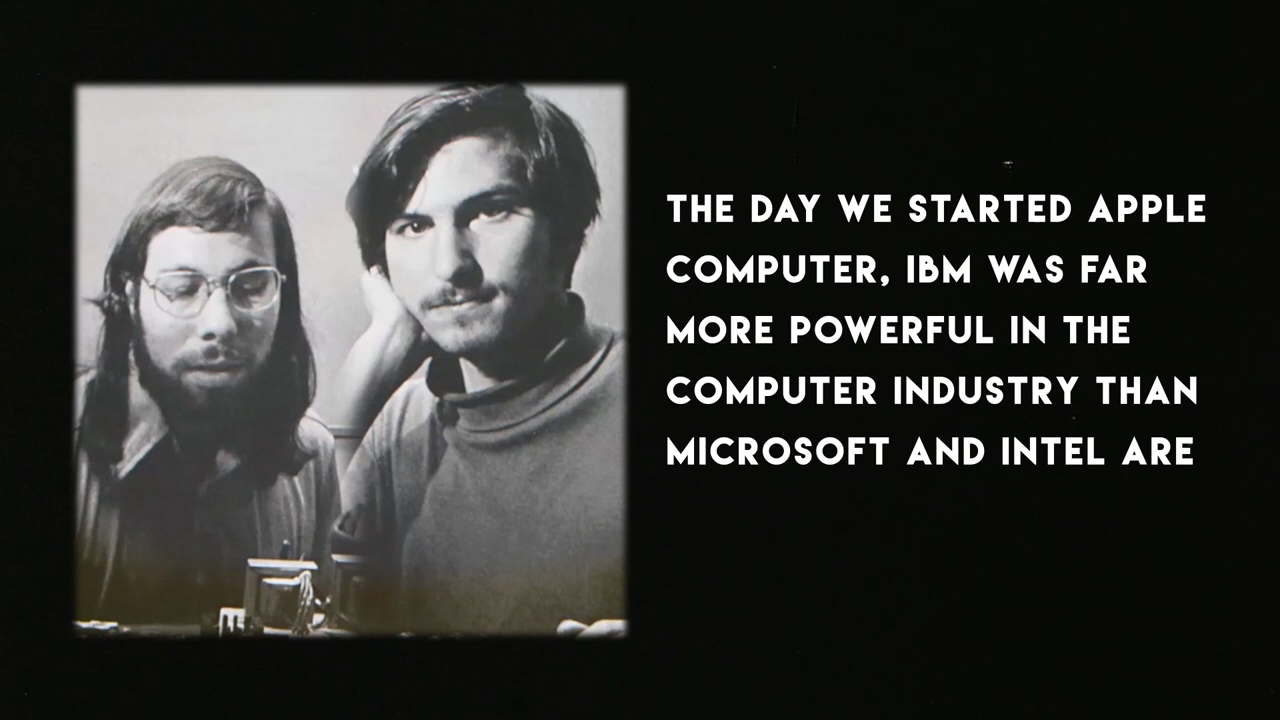 THE DAY WE STARTED APPLE
COMPUTER, IBM WAS FAR
MORE POWERFUL IN THE
COMPUTER INDUSTRY THAN
MICROSOFT AND INTEL ARE